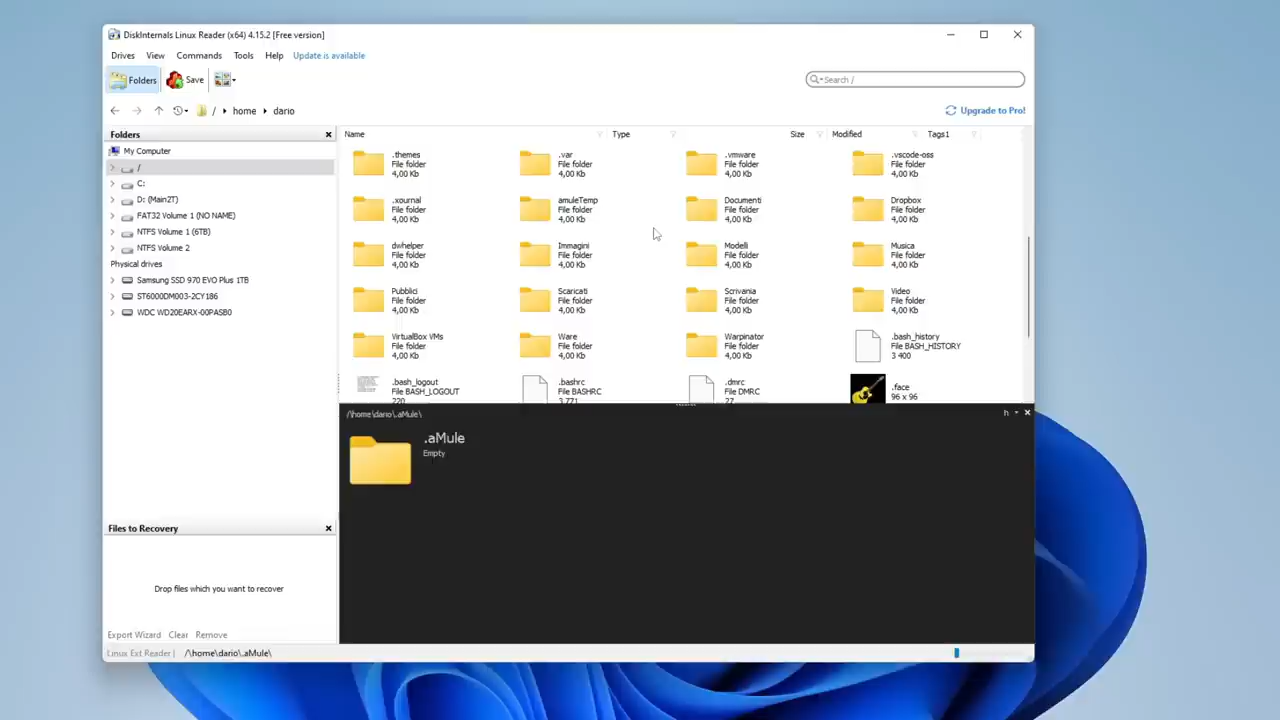 DiskInternals Linux Reader (x64) 4.15.2 [Free version]
Drives View Commands Tools Help Update is available
Folders Save
Search /
/ home dario
Upgrade to Pro!
Folders
My Computer
/
C:
D: (Main2T)
FAT32 Volume 1 (NO NAME)
NTFS Volume 1 (6TB)
NTFS Volume 2
Physical drives
Samsung SSD 970 EVO Plus 1TB
ST6000DM003-2CY186
WDC WD20EARX-00PASB0
Files to Recovery
Drop files which you want to recover
Export Wizard Clear Remove
Name Type Size Modified Tags1
.themes
File folder
4,00 Kb
.var
File folder
4,00 Kb
.vmware
File folder
4,00 Kb
.vscode-oss
File folder
4,00 Kb
.xournal
File folder
4,00 Kb
amuleTemp
File folder
4,00 Kb
Documenti
File folder
4,00 Kb
Dropbox
File folder
4,00 Kb
dwhelper
File folder
4,00 Kb
Immagini
File folder
4,00 Kb
Modelli
File folder
4,00 Kb
Musica
File folder
4,00 Kb
Pubblici
File folder
4,00 Kb
Scaricati
File folder
4,00 Kb
Scrivania
File folder
4,00 Kb
Video
File folder
4,00 Kb
VirtualBox VMs
File folder
4,00 Kb
Ware
File folder
4,00 Kb
Warpinator
File folder
4,00 Kb
.bash_history
File BASH_HISTORY
3 400
.bash_logout
File BASH_LOGOUT
220
.bashrc
File BASHRC
3 771
.dmrc
File DMRC
27
.face
96 x 96
/\home\dario\.aMule\
h
.aMule
Empty
Linux Ext Reader | /\home\dario\.aMule\